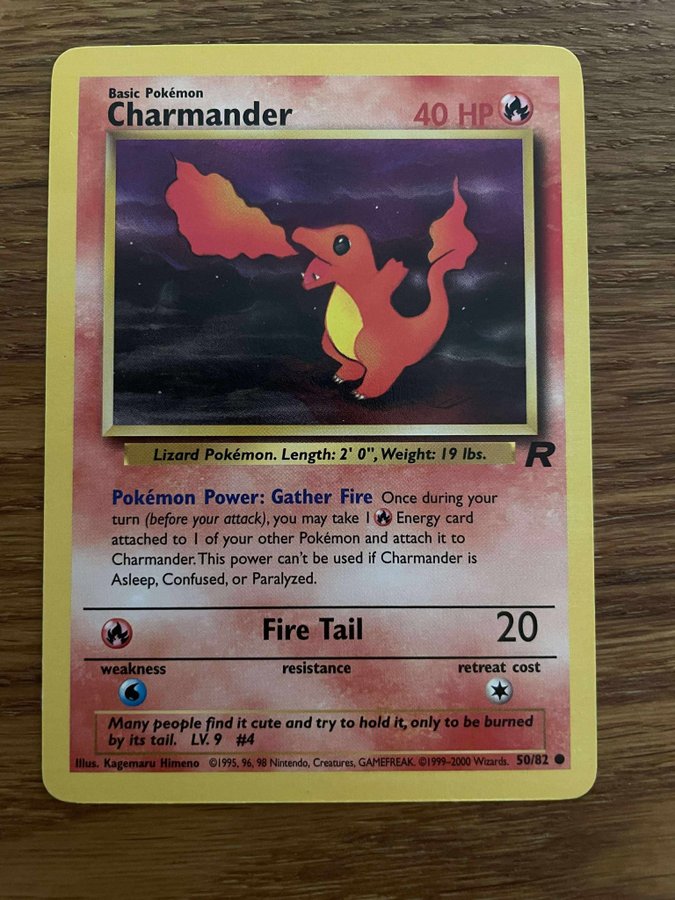 Basic Pokémon
Charmander 40 HP
Lizard Pokémon. Length: 2' 0", Weight: 19 lbs.
R
Pokémon Power: Gather Fire Once during your
turn (before your attack), you may take 1 Energy card
attached to 1 of your other Pokémon and attach it to
Charmander. This power can't be used if Charmander is
Asleep, Confused, or Paralyzed.
Fire Tail 20
weakness resistance retreat cost
Many people find it cute and try to hold it, only to be burned
by its tail. LV. 9 #4
Illus. Kagemaru Himeno ©1995, 96, 98 Nintendo, Creatures, GAMEFREAK. ©1999-2000 Wizards. 50/82